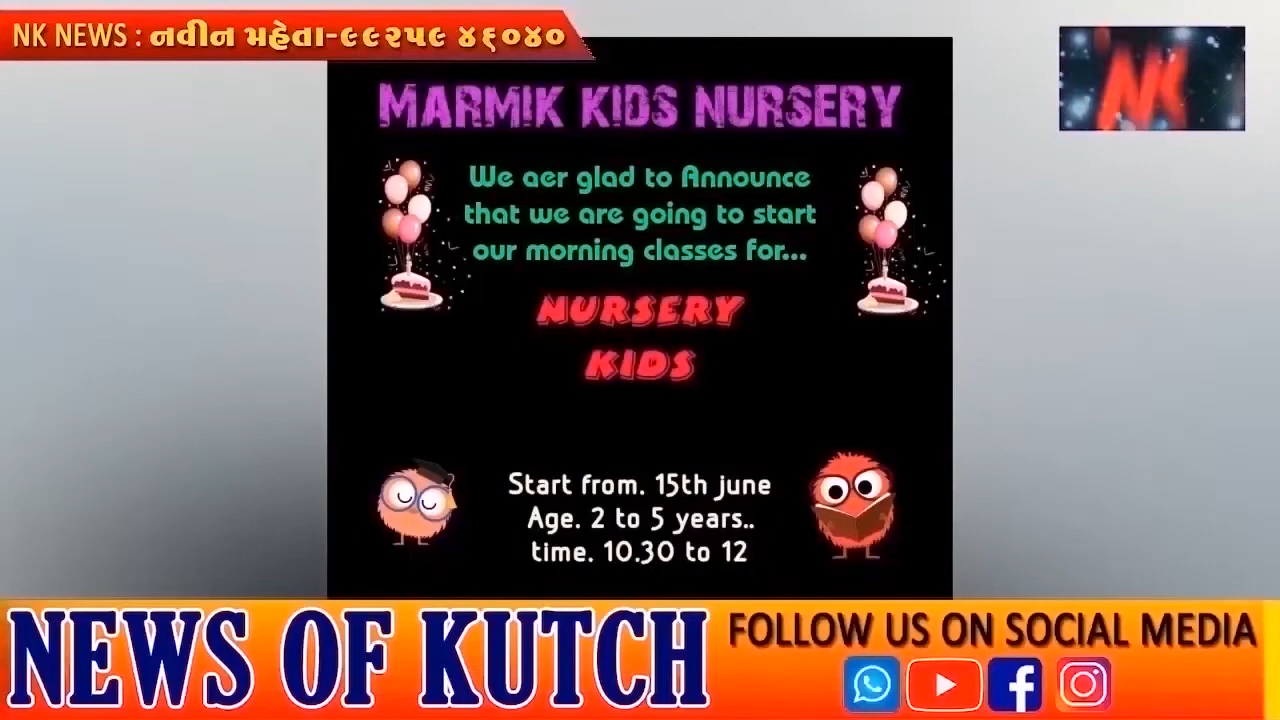 NK NEWS : નવીન મહેતા-૯૯૨૫૯ ૪૬૦૪૦
NK
MARMIK KIDS NURSERY
We aer glad to Announce
that we are going to start
our morning classes for...
NURSERY
KIDS
Start from. 15th june
Age. 2 to 5 years..
time. 10.30 to 12
NEWS OF KUTCH
FOLLOW US ON SOCIAL MEDIA